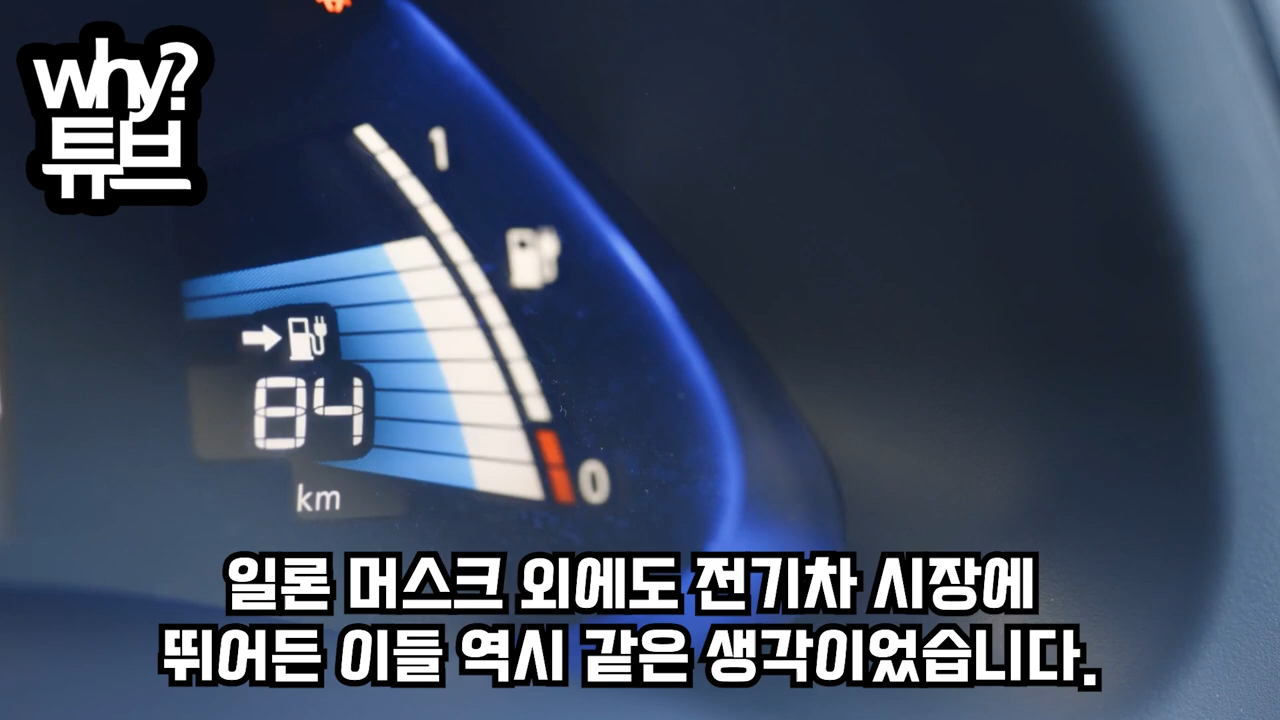 why?
튜브
1
84
km
0
일론 머스크 외에도 전기차 시장에
뛰어든 이들 역시 같은 생각이었습니다.